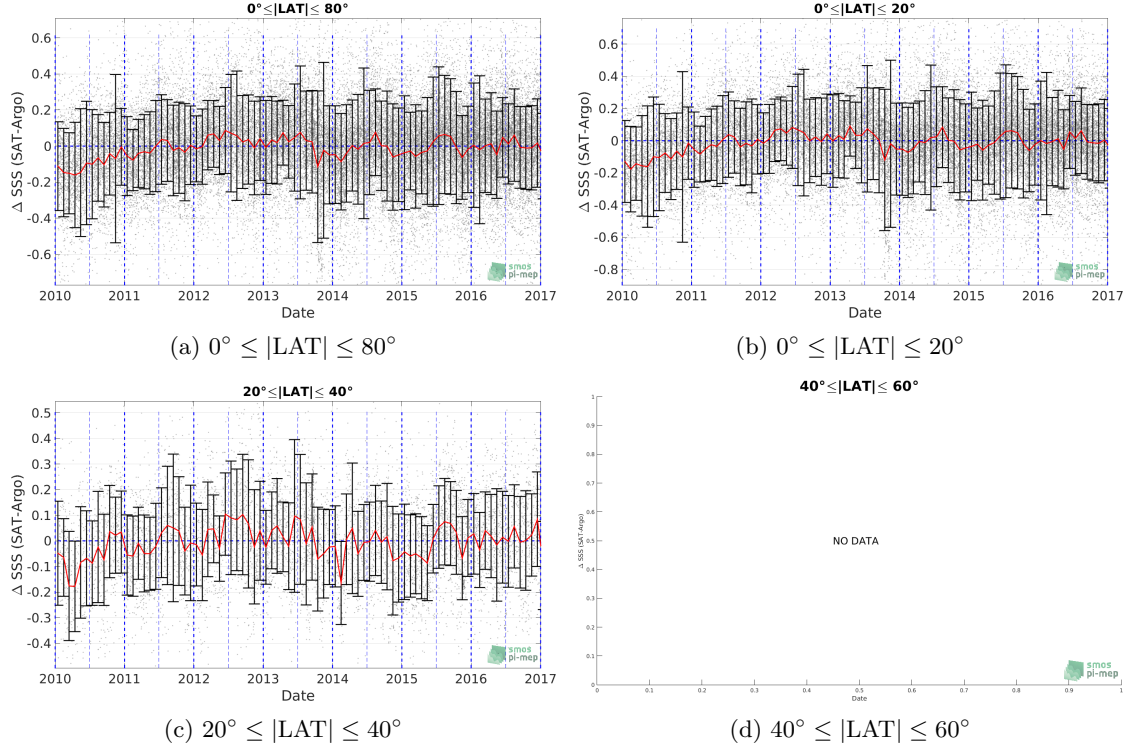 0°≤|LAT|≤ 80°
Δ SSS (SAT-Argo)
0.6
0.4
0.2
0
-0.2
-0.4
-0.6
2010 2011 2012 2013 2014 2015 2016 2017
Date
smos
pi-mep
(a) 0° ≤ |LAT| ≤ 80°
0°≤|LAT|≤ 20°
Δ SSS (SAT-Argo)
0.6
0.4
0.2
0
-0.2
-0.4
-0.6
-0.8
2010 2011 2012 2013 2014 2015 2016 2017
Date
smos
pi-mep
(b) 0° ≤ |LAT| ≤ 20°
20°≤|LAT|≤ 40°
Δ SSS (SAT-Argo)
0.5
0.4
0.3
0.2
0.1
0
-0.1
-0.2
-0.3
-0.4
2010 2011 2012 2013 2014 2015 2016 2017
Date
smos
pi-mep
(c) 20° ≤ |LAT| ≤ 40°
40°≤|LAT|≤ 60°
Δ SSS (SAT-Argo)
1
0.9
0.8
0.7
0.6
0.5
0.4
0.3
0.2
0.1
0
NO DATA
0 0.1 0.2 0.3 0.4 0.5 0.6 0.7 0.8 0.9 1
Date
smos
pi-mep
(d) 40° ≤ |LAT| ≤ 60°